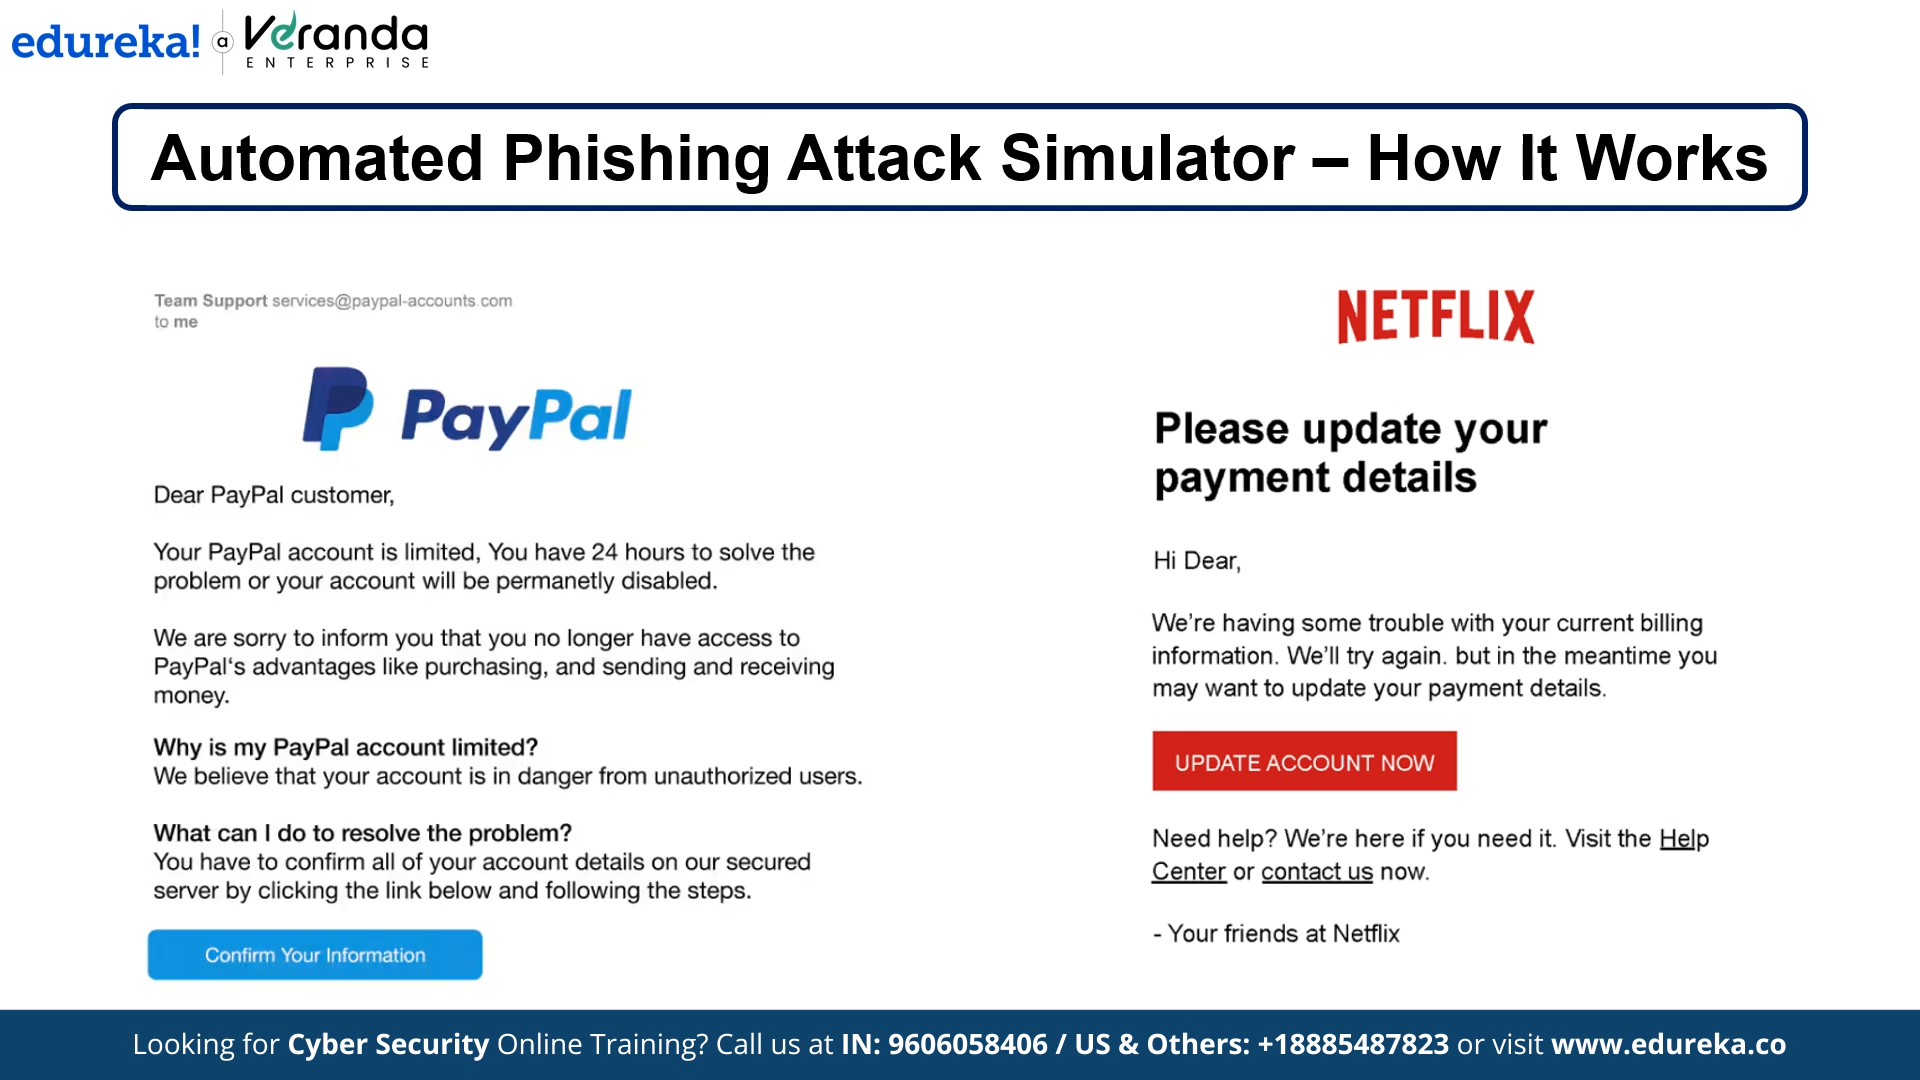 edureka! a Veranda
ENTERPRISE
Automated Phishing Attack Simulator – How It Works
Team Support services@paypal-accounts.com
to me
PayPal
Dear PayPal customer,
Your PayPal account is limited, You have 24 hours to solve the
problem or your account will be permanetly disabled.
We are sorry to inform you that you no longer have access to
PayPal‘s advantages like purchasing, and sending and receiving
money.
Why is my PayPal account limited?
We believe that your account is in danger from unauthorized users.
What can I do to resolve the problem?
You have to confirm all of your account details on our secured
server by clicking the link below and following the steps.
Confirm Your Information
NETFLIX
Please update your
payment details
Hi Dear,
We’re having some trouble with your current billing
information. We’ll try again. but in the meantime you
may want to update your payment details.
UPDATE ACCOUNT NOW
Need help? We’re here if you need it. Visit the Help
Center or contact us now.
- Your friends at Netflix
Looking for Cyber Security Online Training? Call us at IN: 9606058406 / US & Others: +18885487823 or visit www.edureka.co